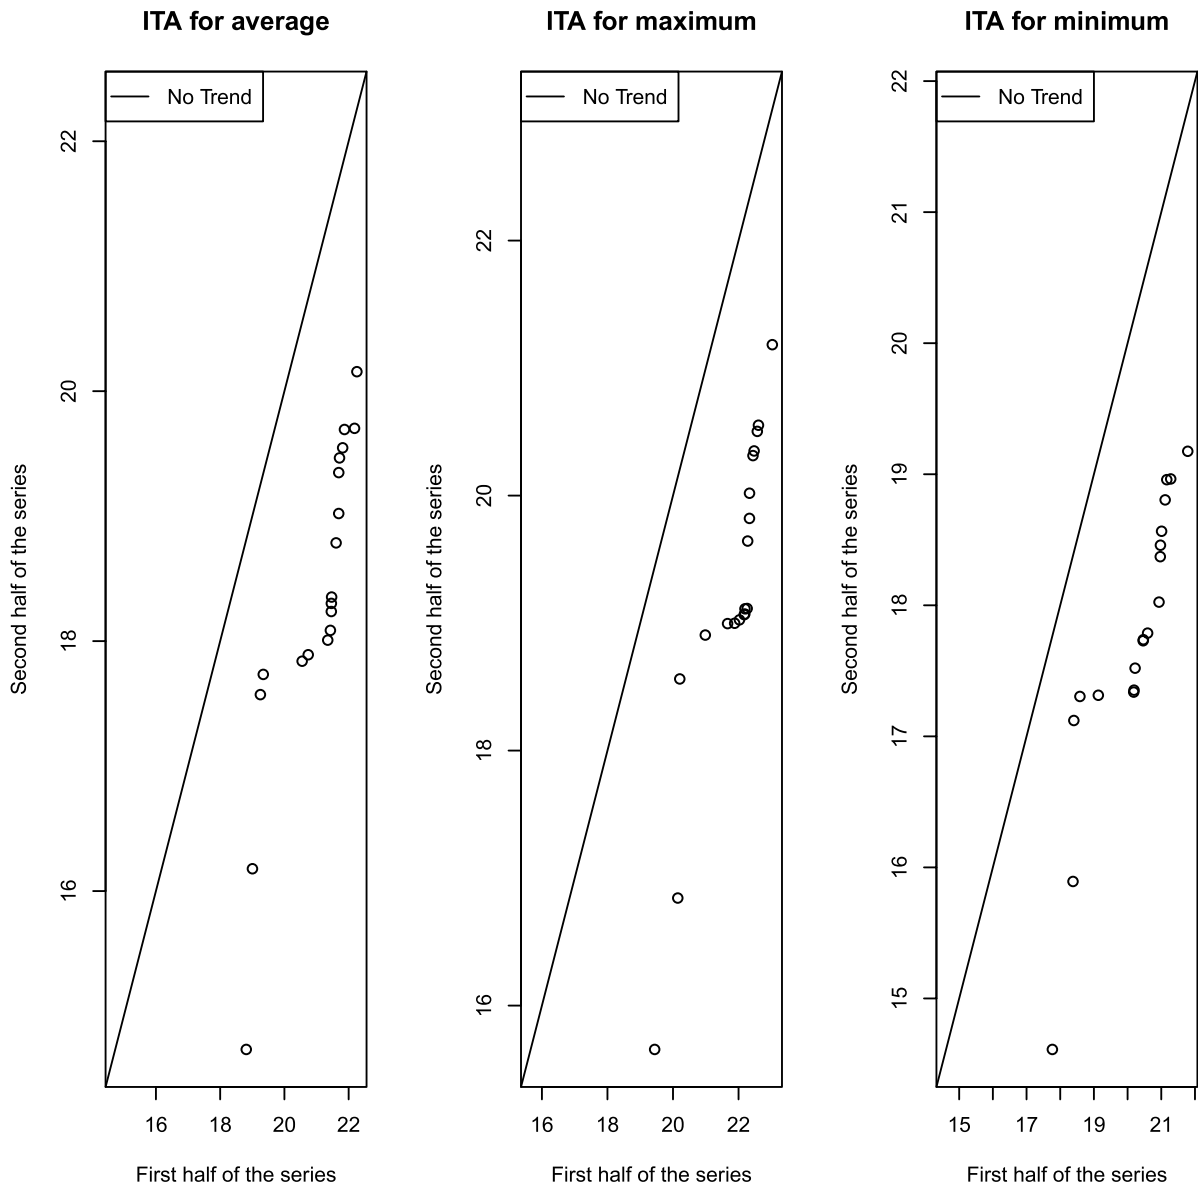 ITA for average
No Trend
22
20
18
16
Second half of the series
16 18 20 22
First half of the series
ITA for maximum
No Trend
22
20
18
16
Second half of the series
16 18 20 22
First half of the series
ITA for minimum
No Trend
22
21
20
19
18
17
16
15
Second half of the series
15 17 19 21
First half of the series